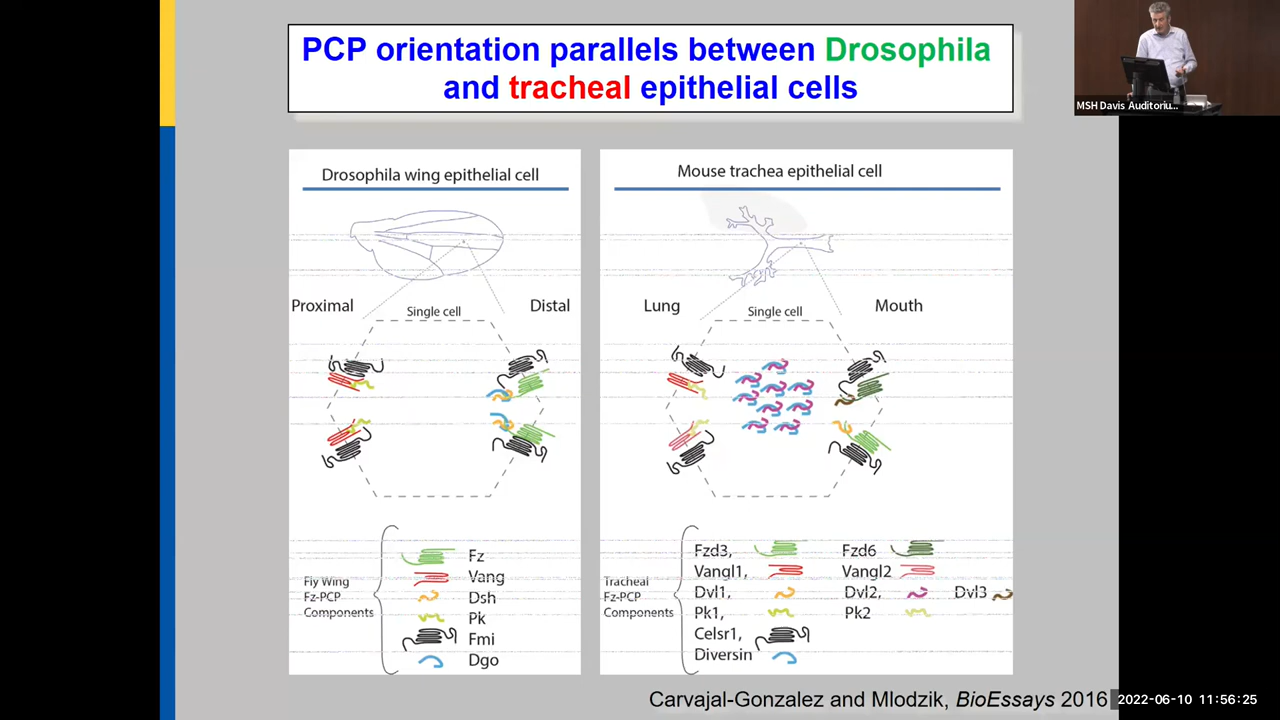 PCP orientation parallels between Drosophila
and tracheal epithelial cells
MSH Davis Auditoriu...
Drosophila wing epithelial cell
Proximal
Single cell
Distal
Fly Wing
Fz-PCP
Components
Fz
Vang
Dsh
Pk
Fmi
Dgo
Mouse trachea epithelial cell
Lung
Single cell
Mouth
Tracheal
Fz-PCP
Components
Fzd3, Fzd6
Vangl1, Vangl2
Dvl1, Dvl2, Dvl3
Pk1, Pk2
Celsr1,
Diversin
Carvajal-Gonzalez and Mlodzik, BioEssays 2016
2022-06-10 11:56:25